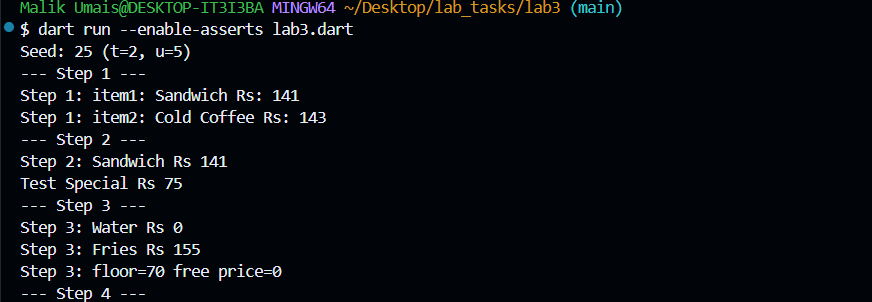 Malik Umais@DESKTOP-IT3I3BA MINGW64 ~/Desktop/lab_tasks/lab3 (main)
$ dart run --enable-asserts lab3.dart
Seed: 25 (t=2, u=5)
--- Step 1 ---
Step 1: item1: Sandwich Rs: 141
Step 1: item2: Cold Coffee Rs: 143
--- Step 2 ---
Step 2: Sandwich Rs 141
Test Special Rs 75
--- Step 3 ---
Step 3: Water Rs 0
Step 3: Fries Rs 155
Step 3: floor=70 free price=0
--- Step 4 ---